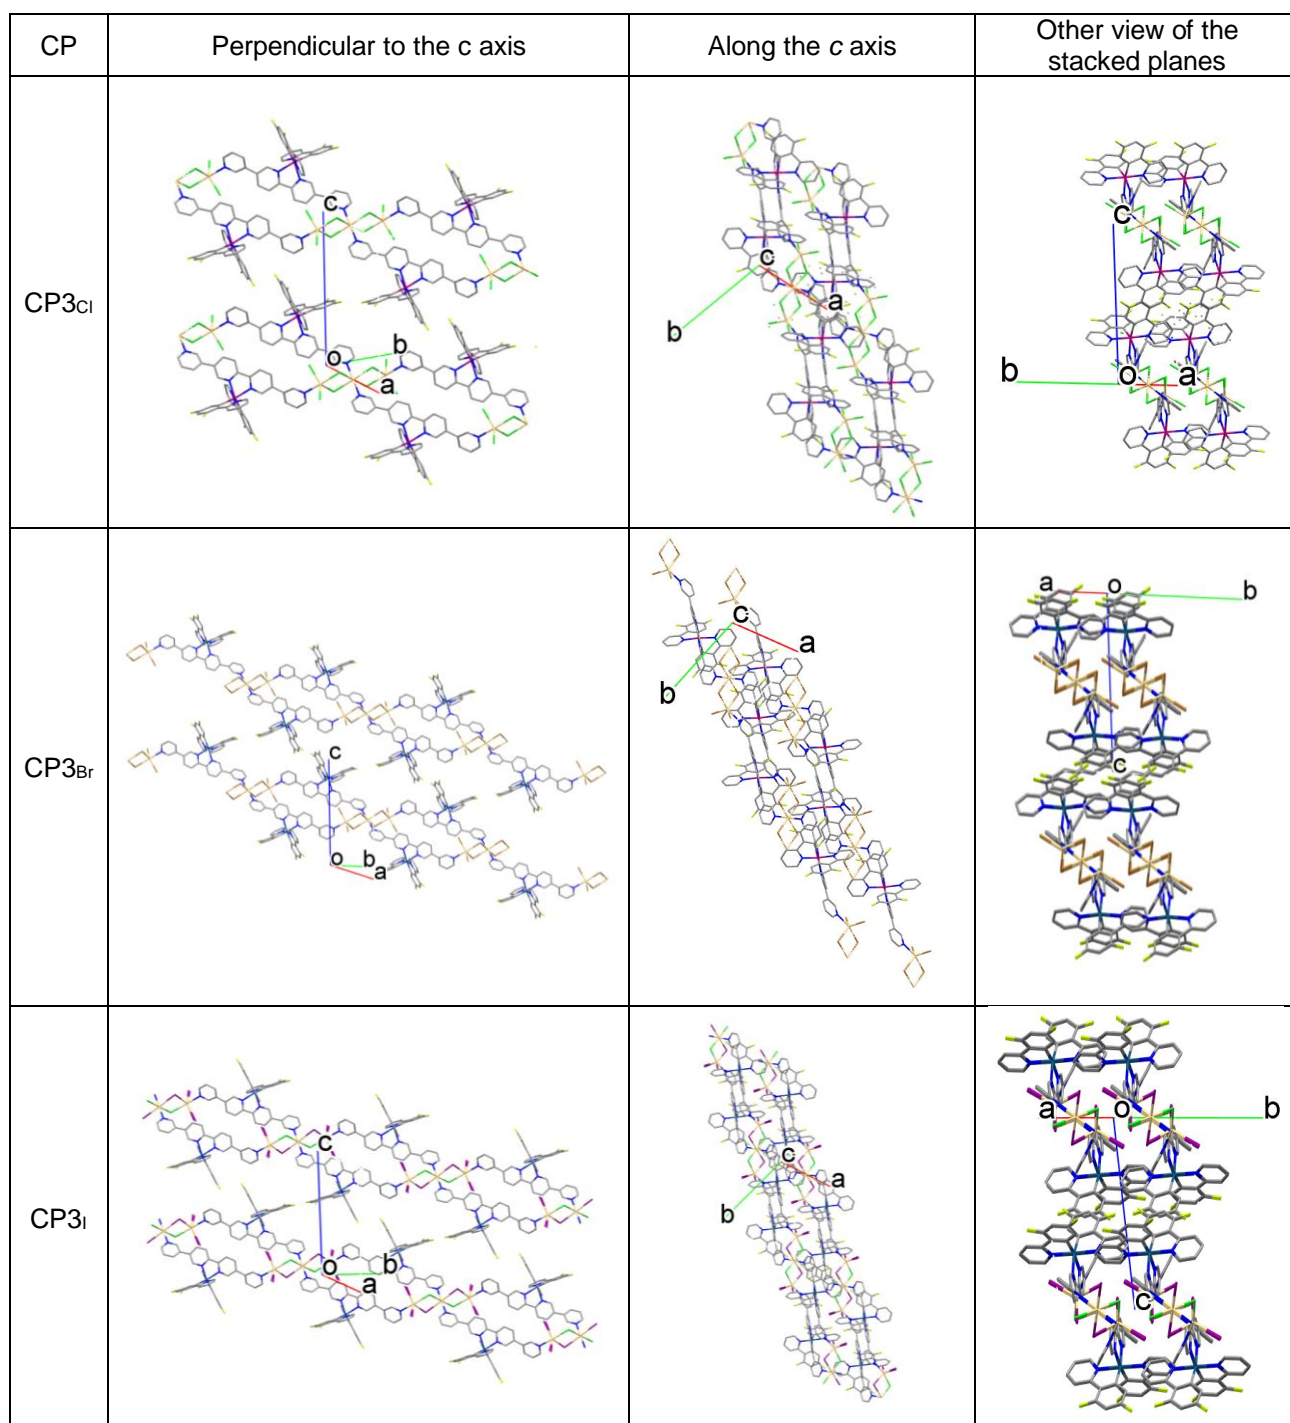 CP
Perpendicular to the c axis
Along the c axis
Other view of the
stacked planes
CP3Cl
c
o
b
a
c
a
b
c
b
o
a
CP3Br
c
o
b
a
c
a
b
a
o
b
c
CP3I
c
o
b
a
c
a
b
a
o
b
c